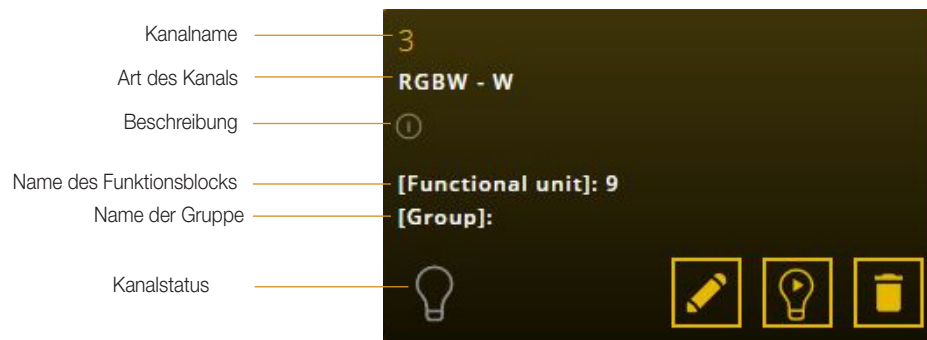 Kanalname
3
Art des Kanals
RGBW - W
Beschreibung
Name des Funktionsblocks
[Functional unit]: 9
Name der Gruppe
[Group]:
Kanalstatus